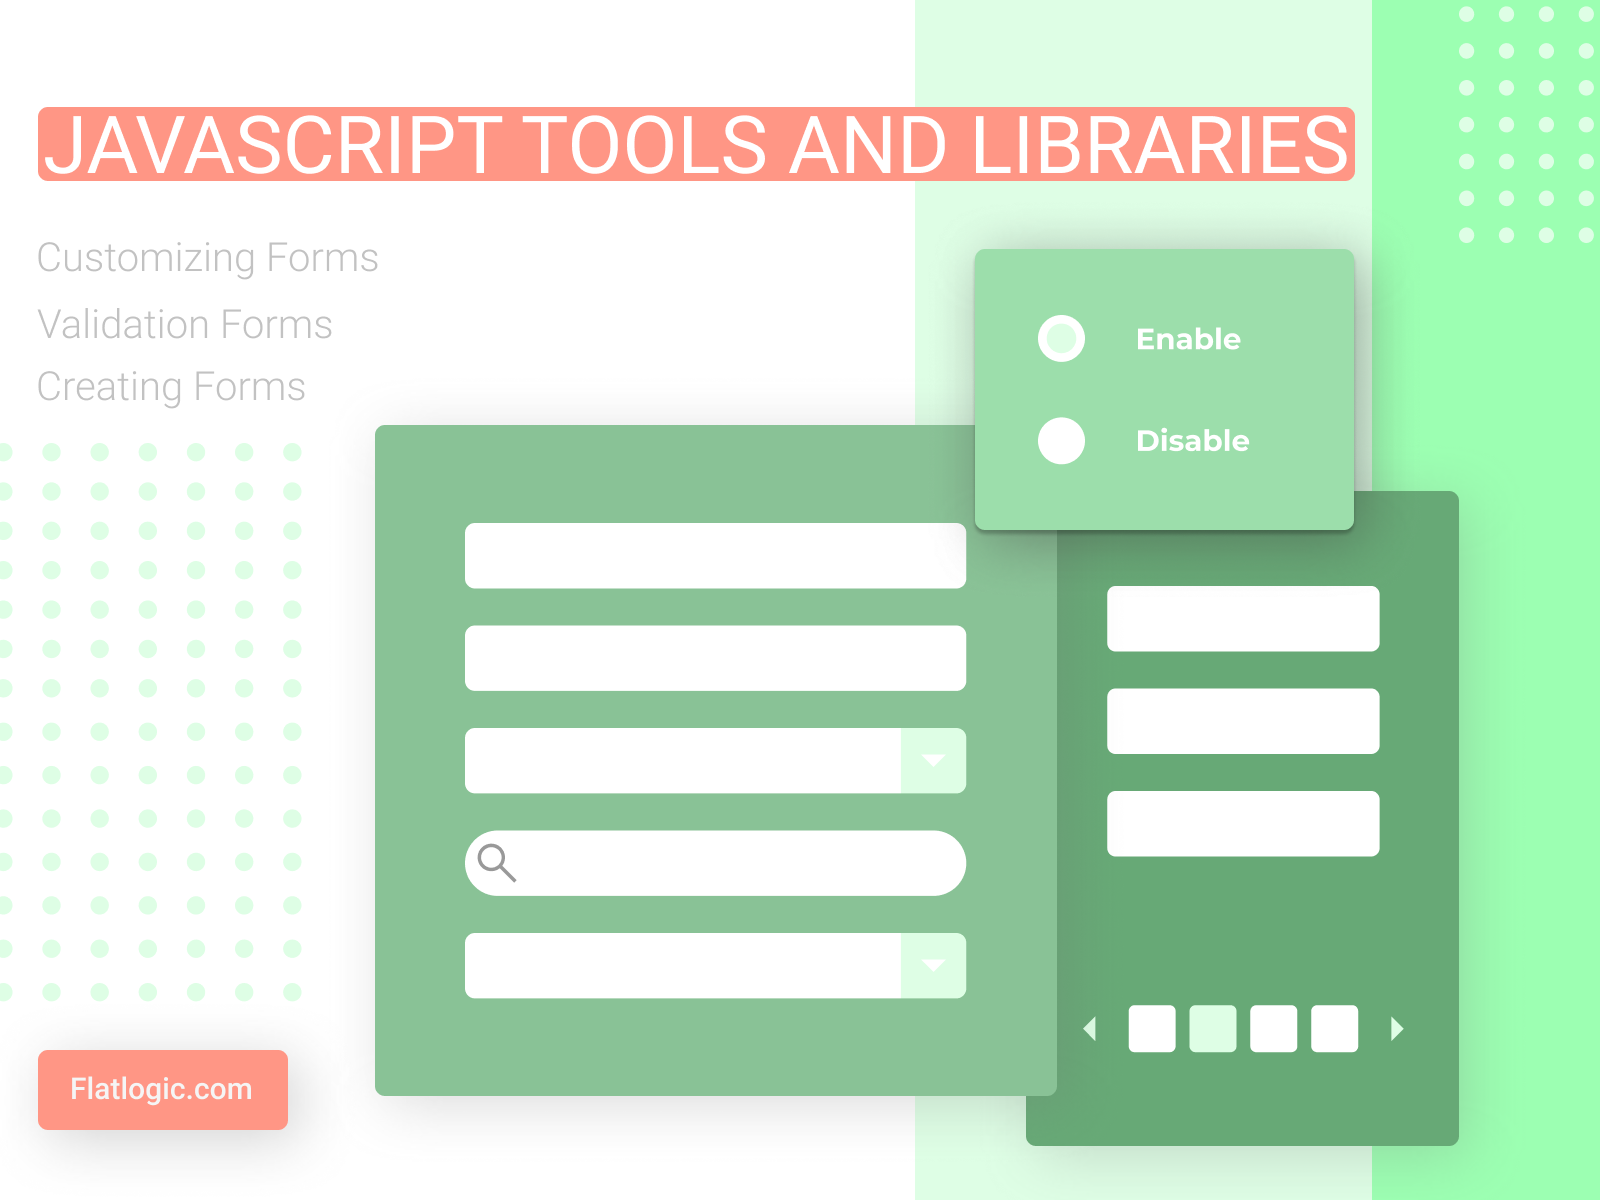 JAVASCRIPT TOOLS AND LIBRARIES
Customizing Forms
Validation Forms
Creating Forms
Enable
Disable
Flatlogic.com